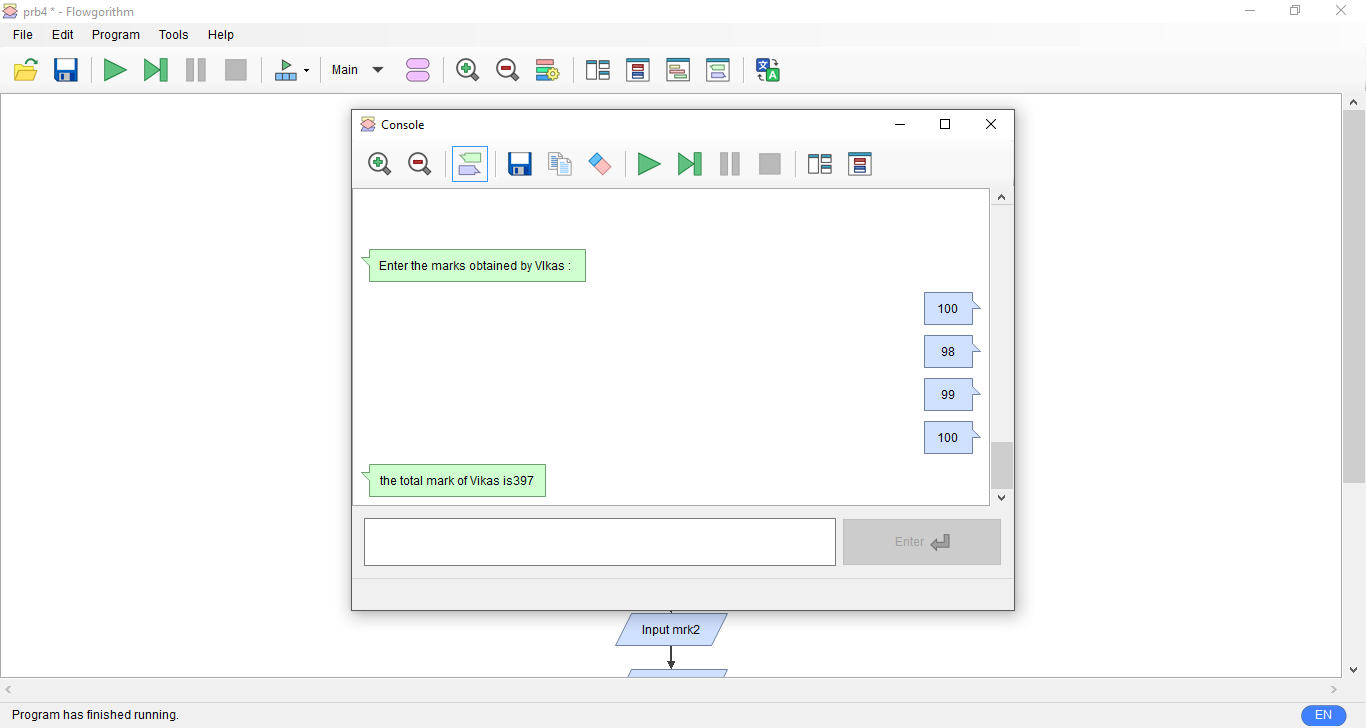 prb4 * - Flowgorithm
File Edit Program Tools Help
Main
Console
Enter the marks obtained by VIkas :
100
98
99
100
the total mark of Vikas is397
Enter
Input mrk2
Program has finished running.
EN